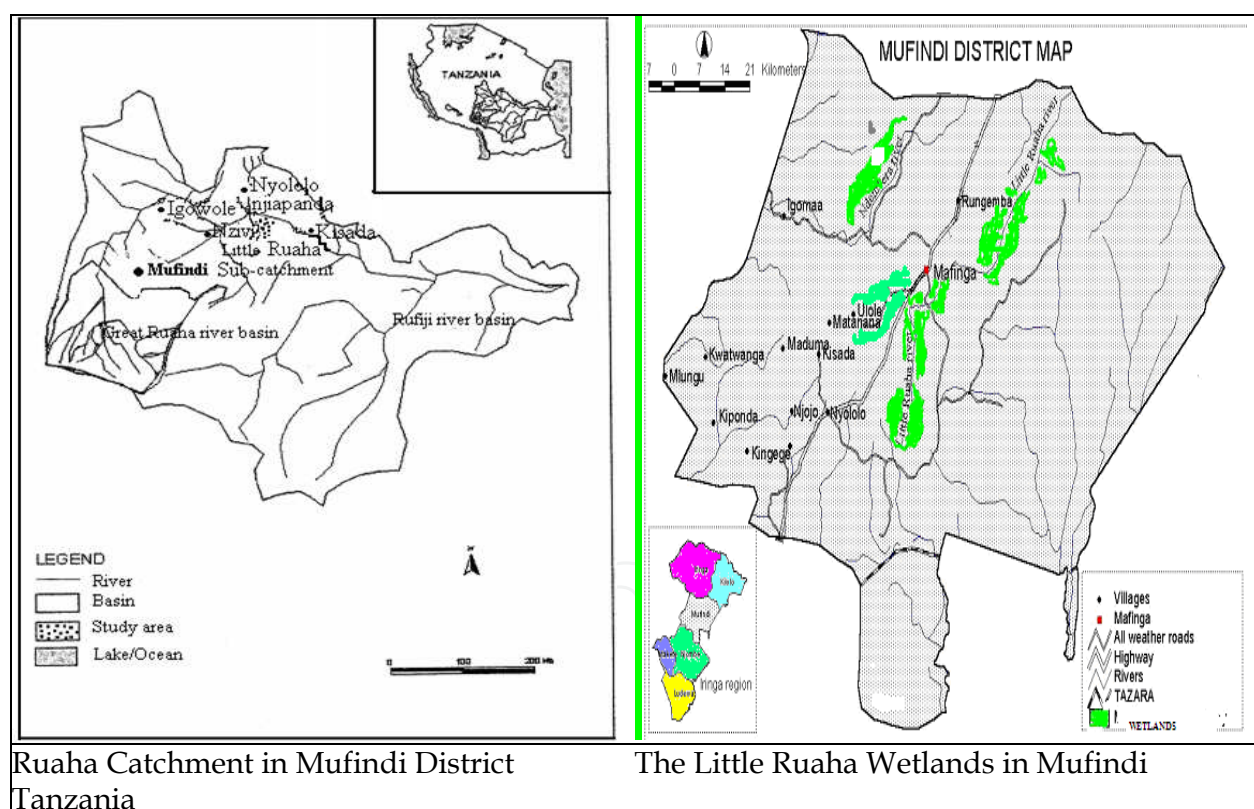 TANZANIA
Nyololo
Injiapanda
Igowole
Nzivi
Kisada
Little Ruaha
Mufindi Sub-catchment
Great Ruaha river basin
Rufiji river basin
LEGEND
River
Basin
Study area
Lake/Ocean
0 100 200
Ruaha Catchment in Mufindi District
Tanzania
MUFINDI DISTRICT MAP
7 0 7 14 21 Kilometers
Little Ruaha river
Igomaa
Rungemba
Mafinga
Ulole
Matanana
Maduma
Kisada
Kwatwanga
Mlungu
Kiponda
Njojo
Nyololo
Little Ruaha river
Kingege
Kilolo
Mufindi
Iringa region
Villages
Mafinga
All weather roads
Highway
Rivers
TAZARA
WETLANDS
The Little Ruaha Wetlands in Mufindi